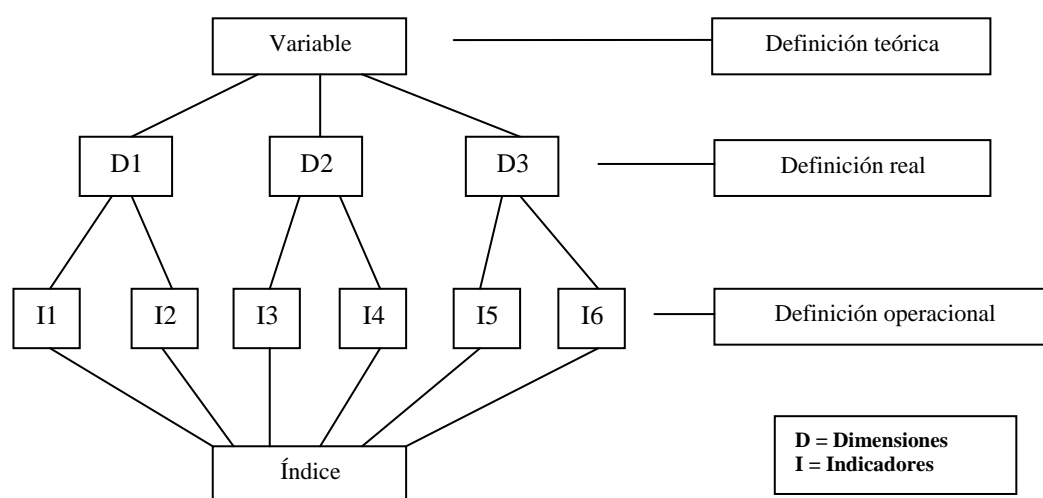 Variable
Definición teórica
D1
D2
D3
Definición real
I1
I2
I3
I4
I5
I6
Definición operacional
D = Dimensiones
I = Indicadores
Índice